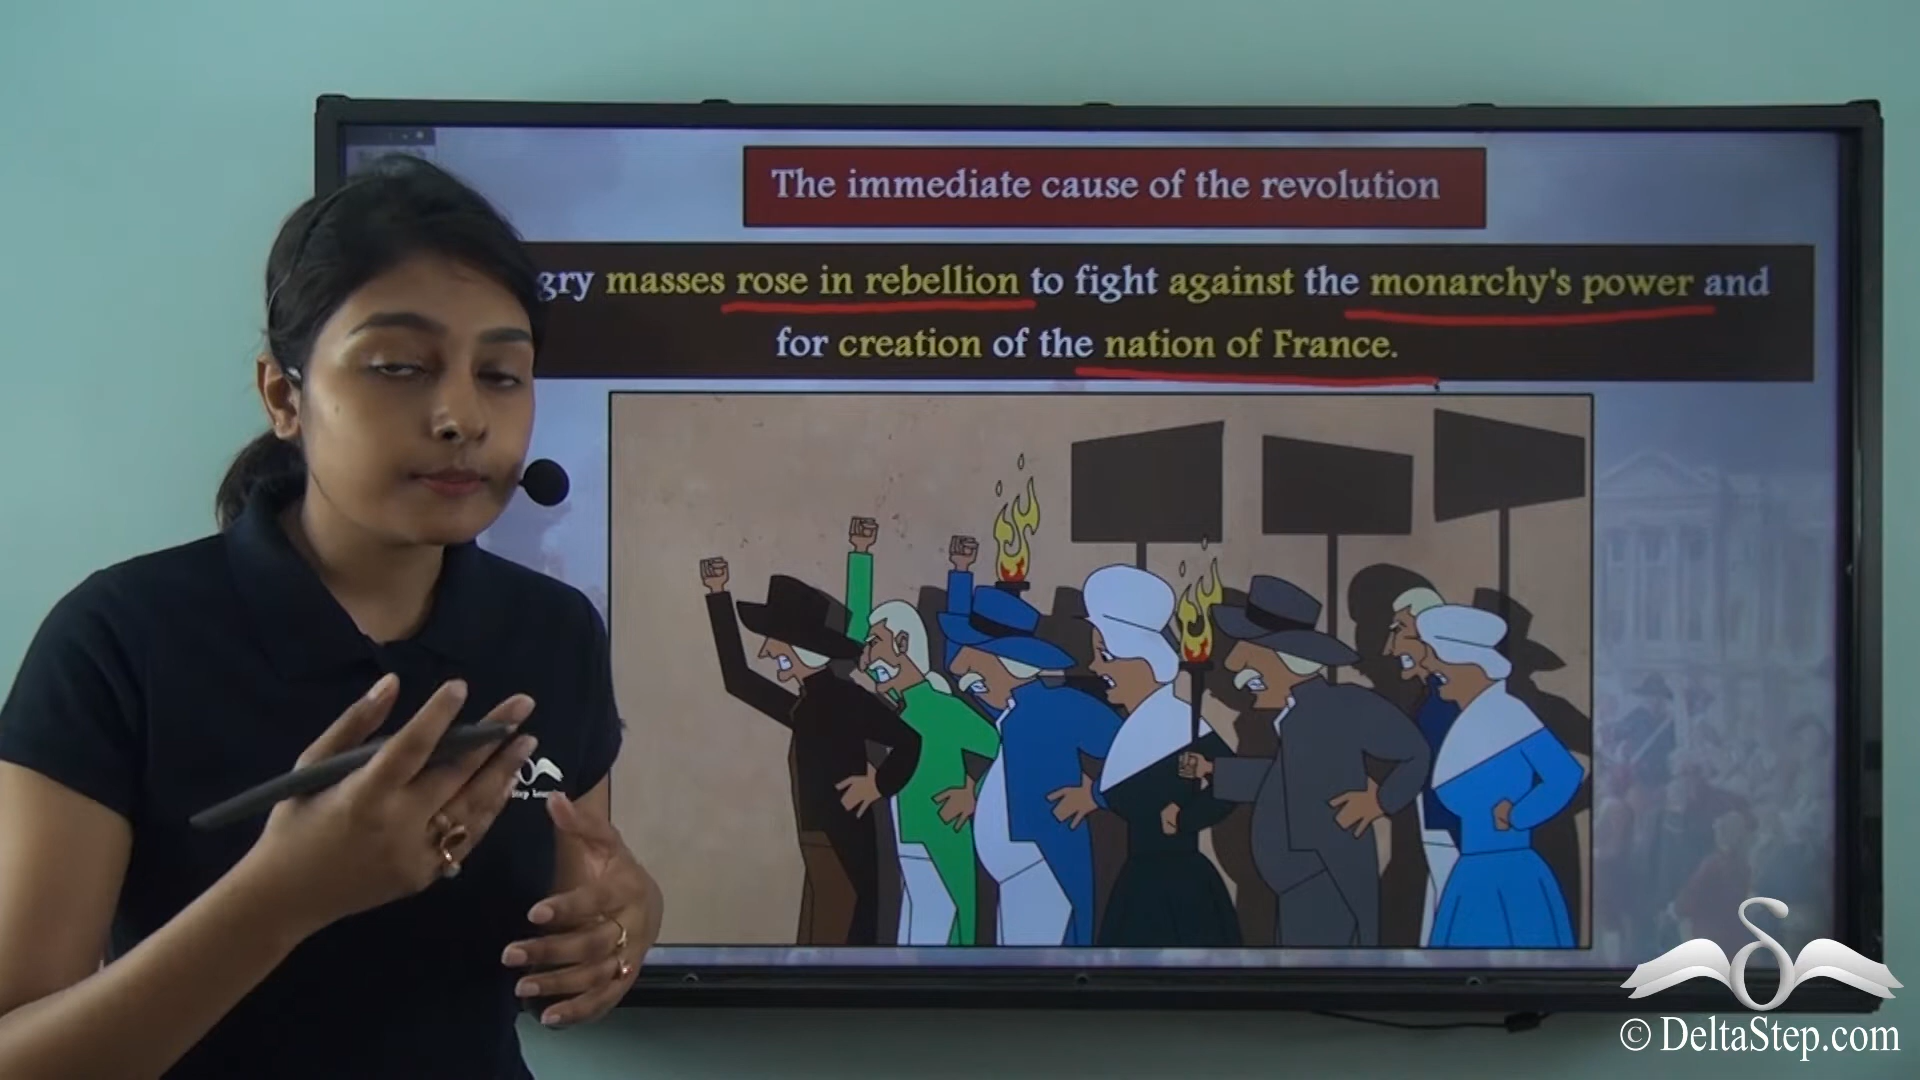 The immediate cause of the revolution
gry masses rose in rebellion to fight against the monarchy's power and
for creation of the nation of France.
© DeltaStep.com